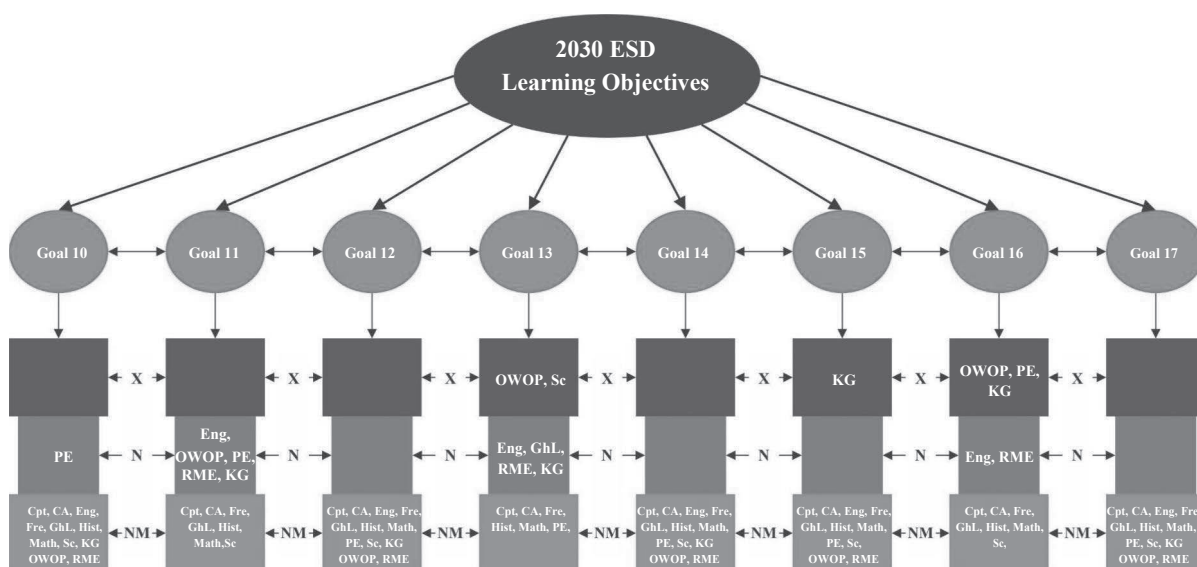 2030 ESD
Learning Objectives
Goal 10
Goal 11
Goal 12
Goal 13
Goal 14
Goal 15
Goal 16
Goal 17
X
X
X
OWOP, Sc
X
X
KG
X
OWOP, PE,
KG
X
PE
N
Eng,
OWOP, PE,
RME, KG
N
N
Eng, GhL,
RME, KG
N
N
N
Eng, RME
N
Cpt, CA, Eng,
Fre, GhL, Hist,
Math, Sc, KG
OWOP, RME
NM
Cpt, CA, Fre,
GhL, Hist,
Math,Sc
NM
Cpt, CA, Eng, Fre,
GhL, Hist, Math,
PE, Sc, KG
OWOP, RME
NM
Cpt, CA, Fre,
Hist, Math, PE,
NM
Cpt, CA, Eng, Fre,
GhL, Hist, Math,
PE, Sc, KG
OWOP, RME
NM
Cpt, CA, Eng, Fre,
GhL, Hist, Math,
PE, Sc,
OWOP, RME
NM
Cpt, CA, Fre,
GhL, Hist, Math,
Sc,
NM
Cpt, CA, Eng, Fre,
GhL, Hist, Math,
PE, Sc, KG
OWOP, RME